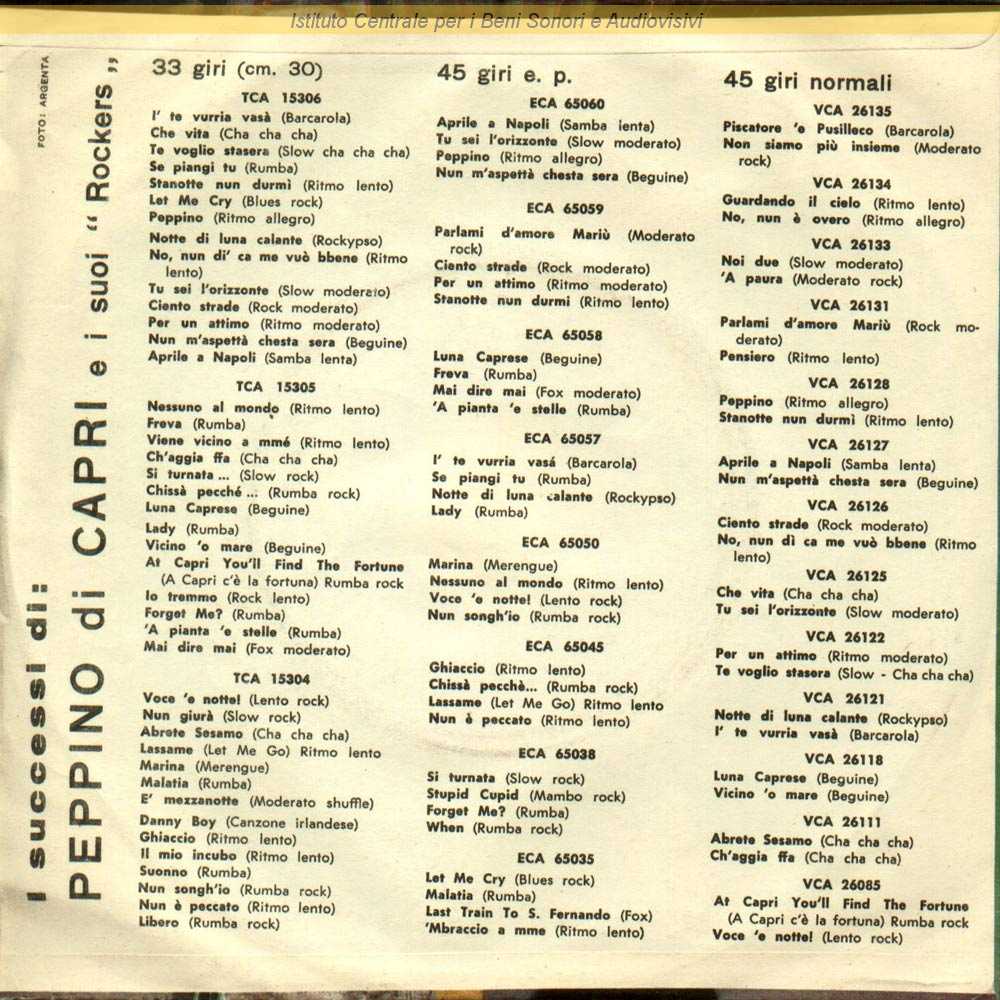 Istituto Centrale per i Beni Sonori e Audiovisivi
FOTO: ARGENTA
I successi di:
PEPPINO di CAPRI e i suoi “ Rockers „
33 giri (cm. 30)
TCA 15306
I' te vurria vasà (Barcarola)
Che vita (Cha cha cha)
Te voglio stasera (Slow cha cha cha)
Se piangi tu (Rumba)
Stanotte nun durmì (Ritmo lento)
Let Me Cry (Blues rock)
Peppino (Ritmo allegro)
Notte di luna calante (Rockypso)
No, nun di' ca me vuò bbene (Ritmo
lento)
Tu sei l'orizzonte (Slow moderato)
Ciento strade (Rock moderato)
Per un attimo (Ritmo moderato)
Nun m'aspettà chesta sera (Beguine)
Aprile a Napoli (Samba lenta)
TCA 15305
Nessuno al mondo (Ritmo lento)
Freva (Rumba)
Viene vicino a mmé (Ritmo lento)
Ch'aggia ffa (Cha cha cha)
Si turnata ... (Slow rock)
Chissà pecché ... (Rumba rock)
Luna Caprese (Beguine)
Lady (Rumba)
Vicino 'o mare (Beguine)
At Capri You'll Find The Fortune
(A Capri c'è la fortuna) Rumba rock
Io tremmo (Rock lento)
Forget Me? (Rumba)
'A pianta 'e stelle (Rumba)
Mai dire mai (Fox moderato)
TCA 15304
Voce 'e notte! (Lento rock)
Nun giurà (Slow rock)
Abrete Sesamo (Cha cha cha)
Lassame (Let Me Go) Ritmo lento
Marina (Merengue)
Malatia (Rumba)
E' mezzanotte (Moderato shuffle)
Danny Boy (Canzone irlandese)
Ghiaccio (Ritmo lento)
Il mio incubo (Ritmo lento)
Suonno (Rumba)
Nun songh'io (Rumba rock)
Nun è peccato (Ritmo lento)
Libero (Rumba rock)
45 giri e. p.
ECA 65060
Aprile a Napoli (Samba lenta)
Tu sei l'orizzonte (Slow moderato)
Peppino (Ritmo allegro)
Nun m'aspettà chesta sera (Beguine)
ECA 65059
Parlami d'amore Mariù (Moderato
rock)
Ciento strade (Rock moderato)
Per un attimo (Ritmo moderato)
Stanotte nun durmì (Ritmo lento)
ECA 65058
Luna Caprese (Beguine)
Freva (Rumba)
Mai dire mai (Fox moderato)
'A pianta 'e stelle (Rumba)
ECA 65057
I' te vurria vasá (Barcarola)
Se piangi tu (Rumba)
Notte di luna calante (Rockypso)
Lady (Rumba)
ECA 65050
Marina (Merengue)
Nessuno al mondo (Ritmo lento)
Voce 'e notte! (Lento rock)
Nun songh'io (Rumba rock)
ECA 65045
Ghiaccio (Ritmo lento)
Chissà pecchè... (Rumba rock)
Lassame (Let Me Go) Ritmo lento
Nun è peccato (Ritmo lento)
ECA 65038
Si turnata (Slow rock)
Stupid Cupid (Mambo rock)
Forget Me? (Rumba)
When (Rumba rock)
ECA 65035
Let Me Cry (Blues rock)
Malatia (Rumba)
Last Train To S. Fernando (Fox)
'Mbraccio a mme (Ritmo lento)
45 giri normali
VCA 26135
Piscatore 'e Pusilleco (Barcarola)
Non siamo più insieme (Moderato
rock)
VCA 26134
Guardando il cielo (Ritmo lento)
No, nun è overo (Ritmo allegro)
VCA 26133
Noi due (Slow moderato)
'A paura (Moderato rock)
VCA 26131
Parlami d'amore Mariù (Rock mo-
derato)
Pensiero (Ritmo lento)
VCA 26128
Peppino (Ritmo allegro)
Stanotte nun durmì (Ritmo lento)
VCA 26127
Aprile a Napoli (Samba lenta)
Nun m'aspettà chesta sera (Beguine)
VCA 26126
Ciento strade (Rock moderato)
No, nun dì ca me vuò bbene (Ritmo
lento)
VCA 26125
Che vita (Cha cha cha)
Tu sei l'orizzonte (Slow moderato)
VCA 26122
Per un attimo (Ritmo moderato)
Te voglio stasera (Slow - Cha cha cha)
VCA 26121
Notte di luna calante (Rockypso)
I' te vurria vasà (Barcarola)
VCA 26118
Luna Caprese (Beguine)
Vicino 'o mare (Beguine)
VCA 26111
Abrete Sesamo (Cha cha cha)
Ch'aggia ffa (Cha cha cha)
VCA 26085
At Capri You'll Find The Fortune
(A Capri c'è la fortuna) Rumba rock
Voce 'e notte! (Lento rock)